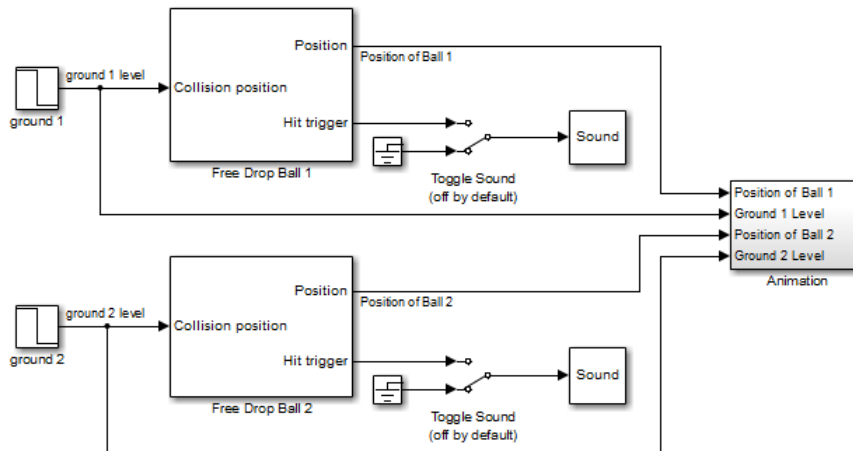 Position
Position of Ball 1
ground 1 level
Collision position
ground 1
Hit trigger
Sound
Free Drop Ball 1
Toggle Sound
(off by default)
Position of Ball 1
Ground 1 Level
Position of Ball 2
Ground 2 Level
Animation
Position
Position of Ball 2
ground 2 level
Collision position
ground 2
Hit trigger
Sound
Free Drop Ball 2
Toggle Sound
(off by default)